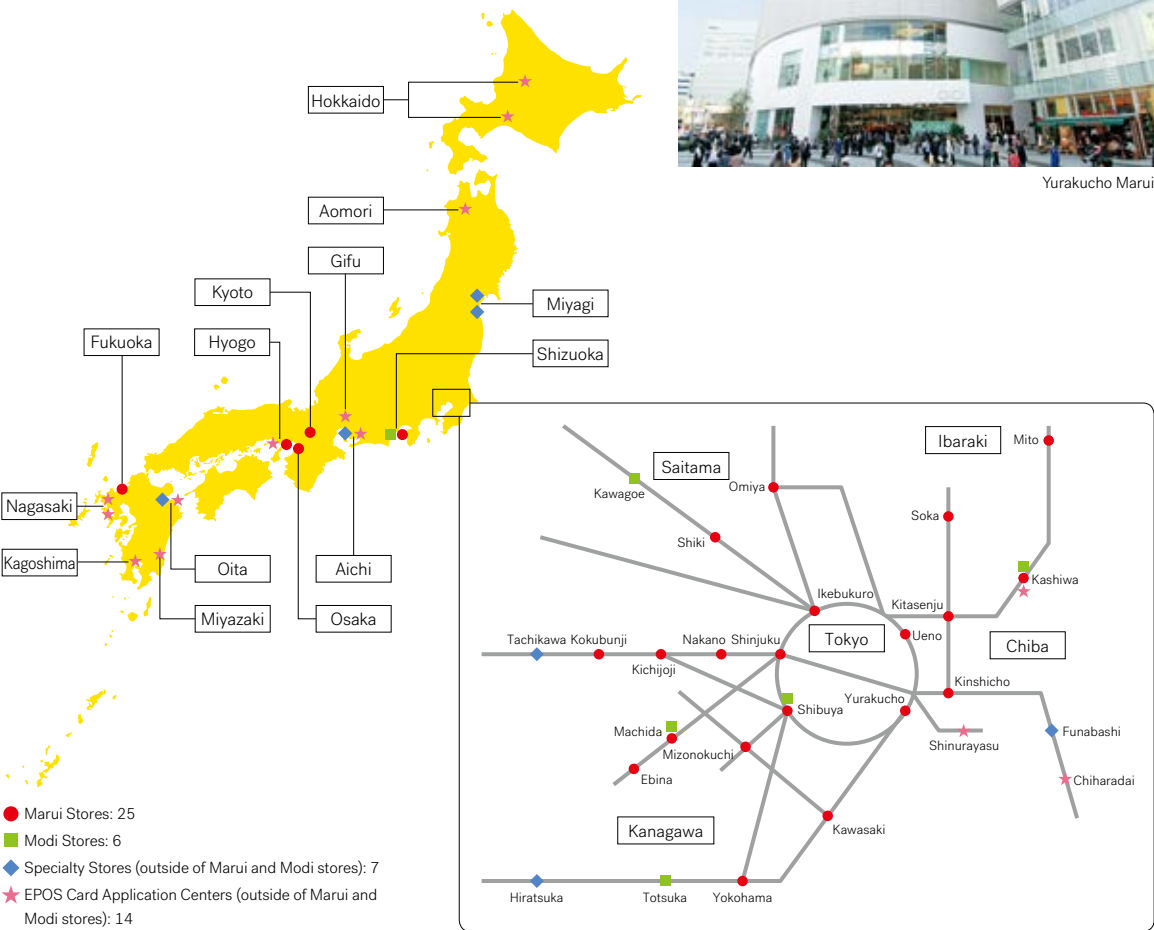 Yurakucho Marui
Hokkaido
Aomori
Gifu
Kyoto
Miyagi
Fukuoka
Hyogo
Shizuoka
Nagasaki
Kagoshima
Oita
Aichi
Miyazaki
Osaka
Saitama
Ibaraki
Mito
Kawagoe
Omiya
Soka
Shiki
Kashiwa
Ikebukuro
Kitasenju
Tokyo
Ueno
Chiba
Tachikawa Kokubunji
Nakano Shinjuku
Kichijoji
Kinshicho
Yurakucho
Shibuya
Machida
Shinurayasu
Funabashi
Mizonokuchi
Ebina
Chiharadai
Kanagawa
Kawasaki
Hiratsuka
Totsuka
Yokohama
Marui Stores: 25
Modi Stores: 6
Specialty Stores (outside of Marui and Modi stores): 7
EPOS Card Application Centers (outside of Marui and
Modi stores): 14